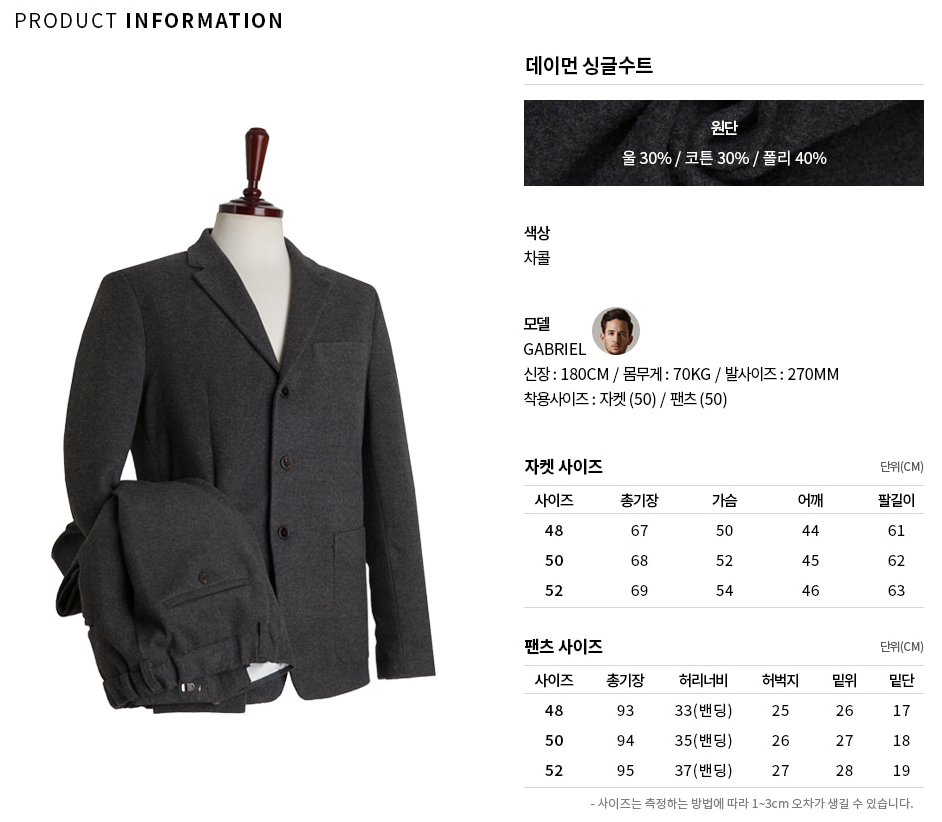 PRODUCT INFORMATION
데이먼 싱글수트
원단
울 30% / 코튼 30% / 폴리 40%
색상
차콜
모델
GABRIEL
신장 : 180CM / 몸무게 : 70KG / 발사이즈 : 270MM
착용사이즈 : 자켓 (50) / 팬츠 (50)
자켓 사이즈 단위(CM)
사이즈 총기장 가슴 어깨 팔길이
48 67 50 44 61
50 68 52 45 62
52 69 54 46 63
팬츠 사이즈 단위(CM)
사이즈 총기장 허리너비 허벅지 밑위 밑단
48 93 33(밴딩) 25 26 17
50 94 35(밴딩) 26 27 18
52 95 37(밴딩) 27 28 19
- 사이즈는 측정하는 방법에 따라 1~3cm 오차가 생길 수 있습니다.